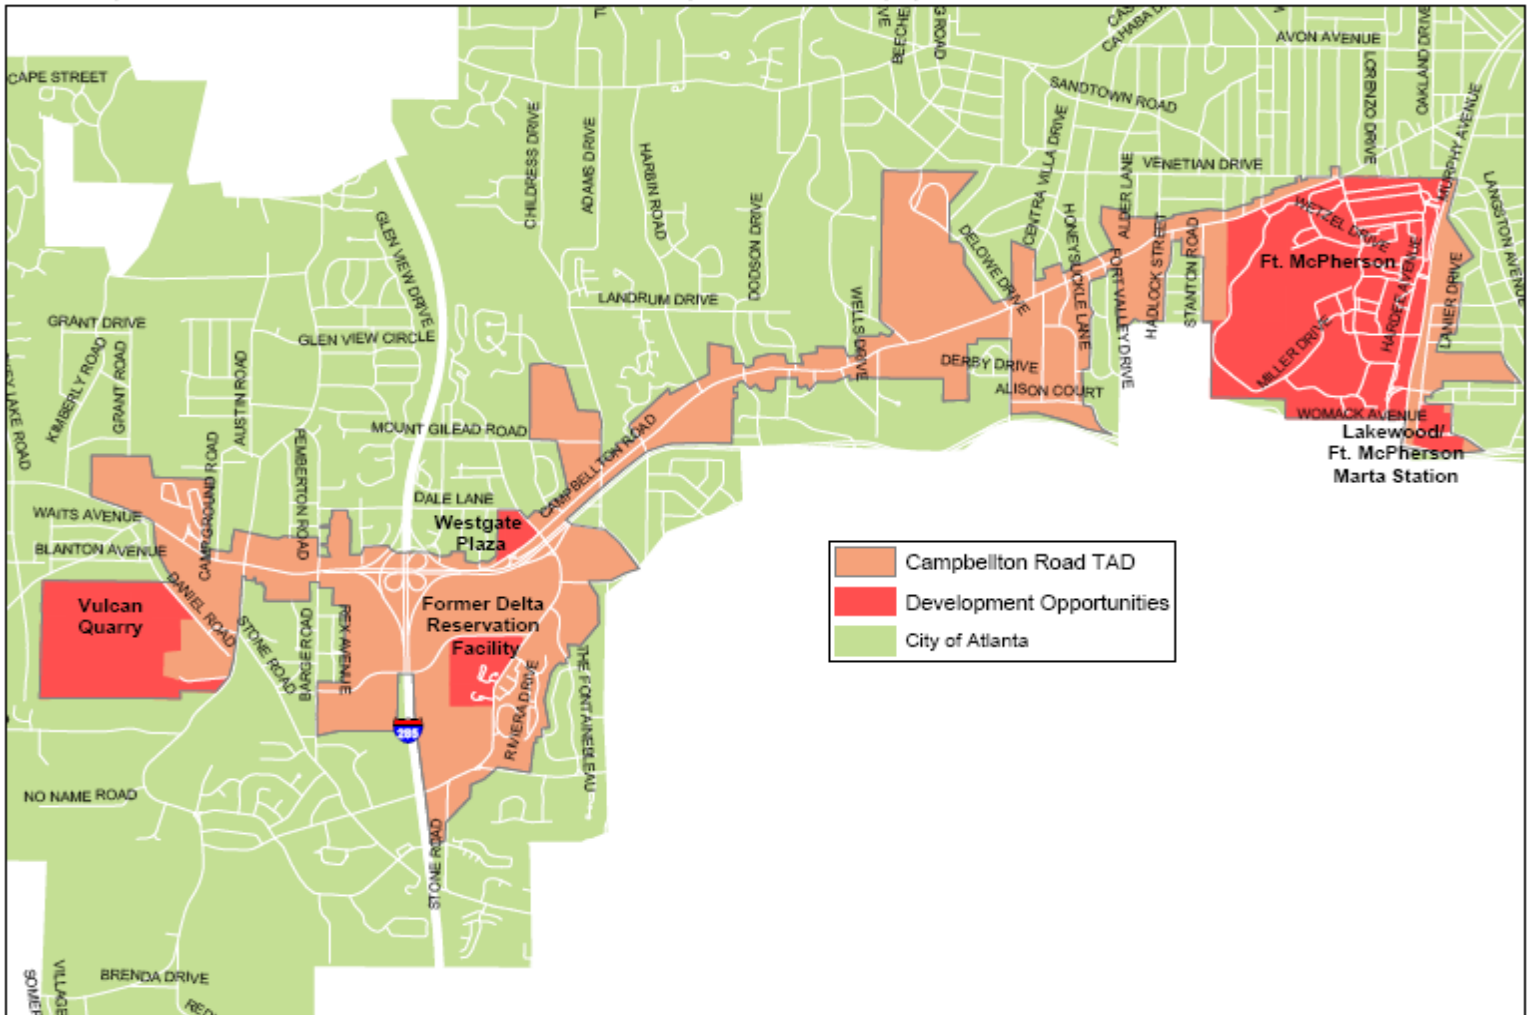 AVON AVENUE
CAHABA D
CAPE STREET
SANDTOWN ROAD
LORENZO DRIVE
OAKLAND DRIVE
MURPHY AVENUE
CHILDRESS DRIVE
ADAMS DRIVE
HARBIN ROAD
CENTRA VILLA DRIVE
ALDER LANE
VENETIAN DRIVE
LANGSTON AVENUE
DODSON DRIVE
GLEN VIEW DRIVE
DELOWE DRIVE
HONEYSUCKLE LANE
FORT VALLEY DRIVE
HADLOCK STREET
STANTON ROAD
WETZEL DRIVE
Ft. McPherson
HARDEE AVENUE
LANIER DRIVE
LANDRUM DRIVE
WELLS DRIVE
GRANT DRIVE
GLEN VIEW CIRCLE
KIMBERLY ROAD
GRANT ROAD
AUSTIN ROAD
MILLER DRIVE
DERBY DRIVE
ALISON COURT
WOMACK AVENUE
Lakewood/
Ft. McPherson
Marta Station
MOUNT GILEAD ROAD
CAMPBELLTON ROAD
LAKE ROAD
CAMPGROUND ROAD
PEMBERTON ROAD
DALE LANE
Westgate
Plaza
WAITS AVENUE
BLANTON AVENUE
Campbellton Road TAD
Development Opportunities
City of Atlanta
Vulcan
Quarry
DANIEL ROAD
STONE ROAD
BARGE ROAD
REX AVENUE
Former Delta
Reservation
Facility
RIVIERA DRIVE
THE FONTAINEBLEAU
285
NO NAME ROAD
STONE ROAD
BRENDA DRIVE
VILLAGE